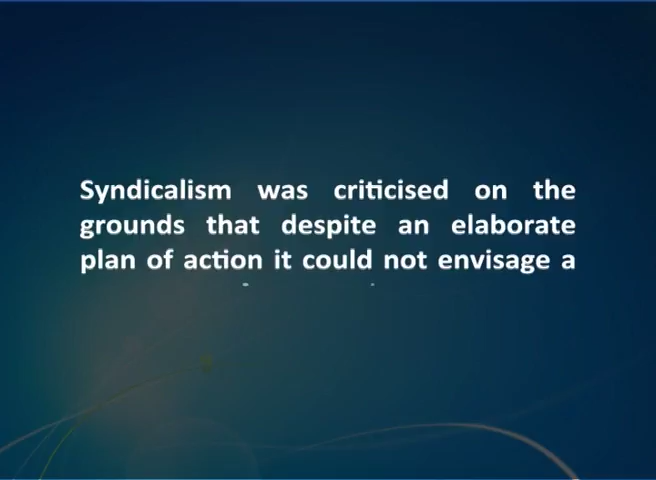 Syndicalism was criticised on the
grounds that despite an elaborate
plan of action it could not envisage a